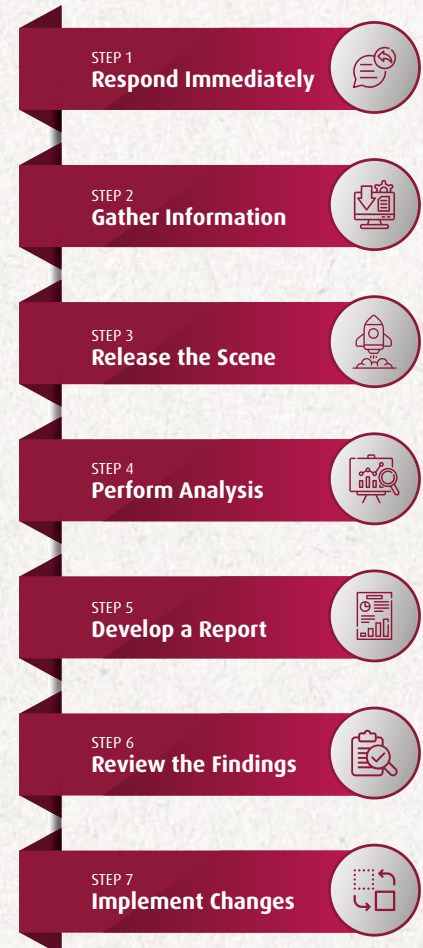 STEP 1
Respond Immediately
STEP 2
Gather Information
STEP 3
Release the Scene
STEP 4
Perform Analysis
STEP 5
Develop a Report
STEP 6
Review the Findings
STEP 7
Implement Changes